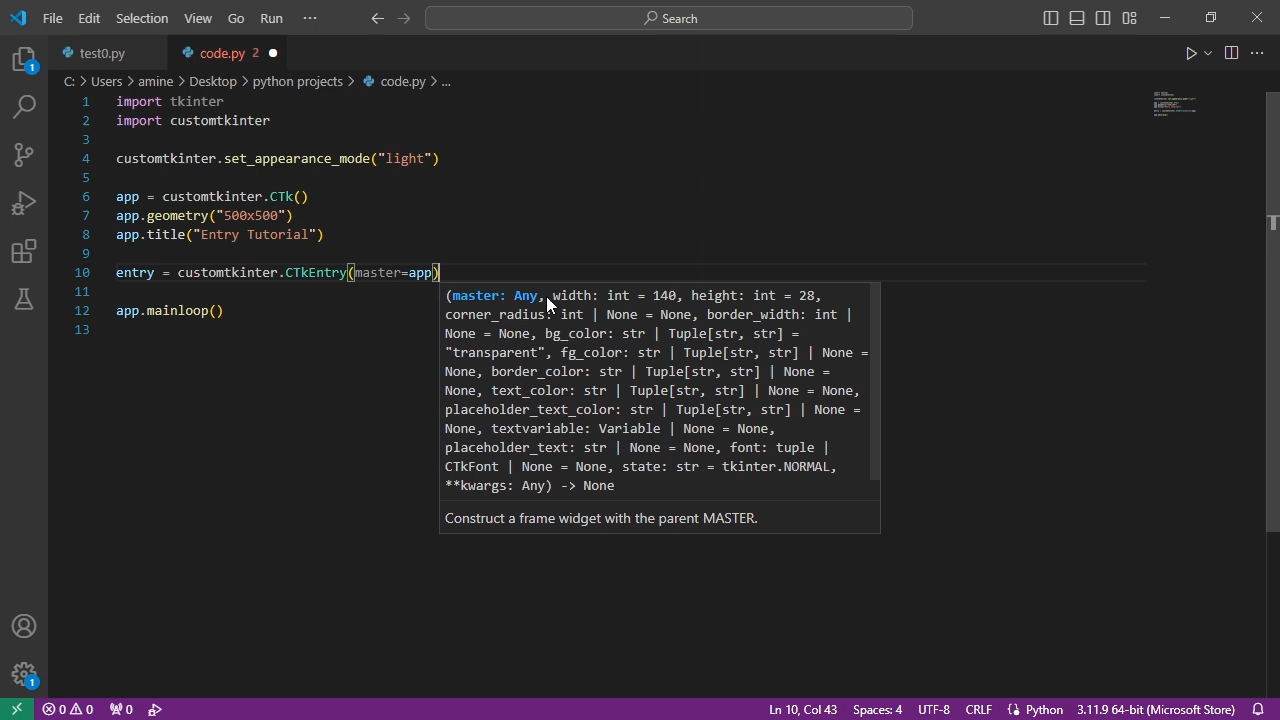 File Edit Selection View Go Run ··· Search
test0.py code.py 2
C: > Users > amine > Desktop > python projects > code.py > ...
1 import tkinter
2 import customtkinter
3
4 customtkinter.set_appearance_mode("light")
5
6 app = customtkinter.CTk()
7 app.geometry("500x500")
8 app.title("Entry Tutorial")
9
10 entry = customtkinter.CTkEntry(master=app)
11
12 app.mainloop()
13
(master: Any, width: int = 140, height: int = 28,
corner_radius: int | None = None, border_width: int |
None = None, bg_color: str | Tuple[str, str] =
"transparent", fg_color: str | Tuple[str, str] | None =
None, border_color: str | Tuple[str, str] | None =
None, text_color: str | Tuple[str, str] | None = None,
placeholder_text_color: str | Tuple[str, str] | None =
None, textvariable: Variable | None = None,
placeholder_text: str | None = None, font: tuple |
CTkFont | None = None, state: str = tkinter.NORMAL,
**kwargs: Any) -> None
Construct a frame widget with the parent MASTER.
1
1
0 0 0 Ln 10, Col 43 Spaces: 4 UTF-8 CRLF Python 3.11.9 64-bit (Microsoft Store)